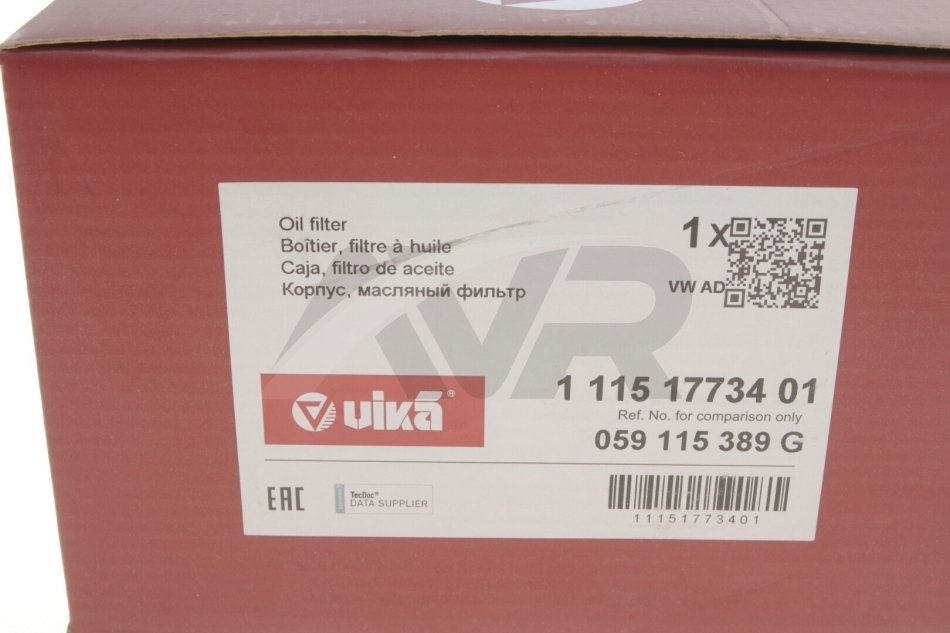 Oil filter
Boîtier, filtre à huile
Caja, filtro de aceite
Корпус, масляный фильтр
1 x
VW AD
VR
vika®
1 115 17734 01
Ref. No. for comparison only
059 115 389 G
EAC
TecDoc®
DATA SUPPLIER
11151773401